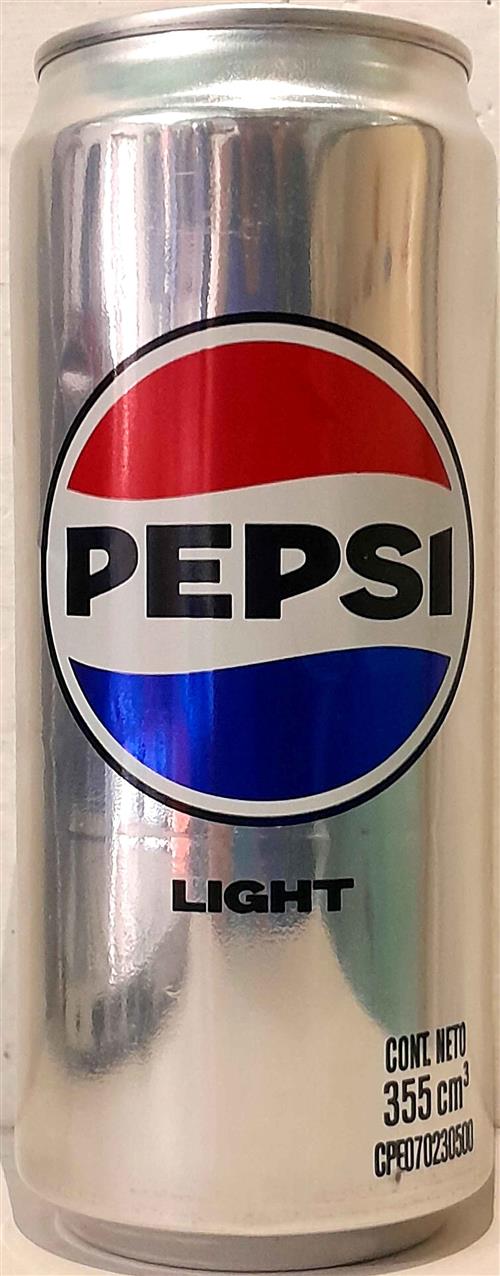 PEPSI
LIGHT
CONT. NETO
355 cm³
CPE070230500